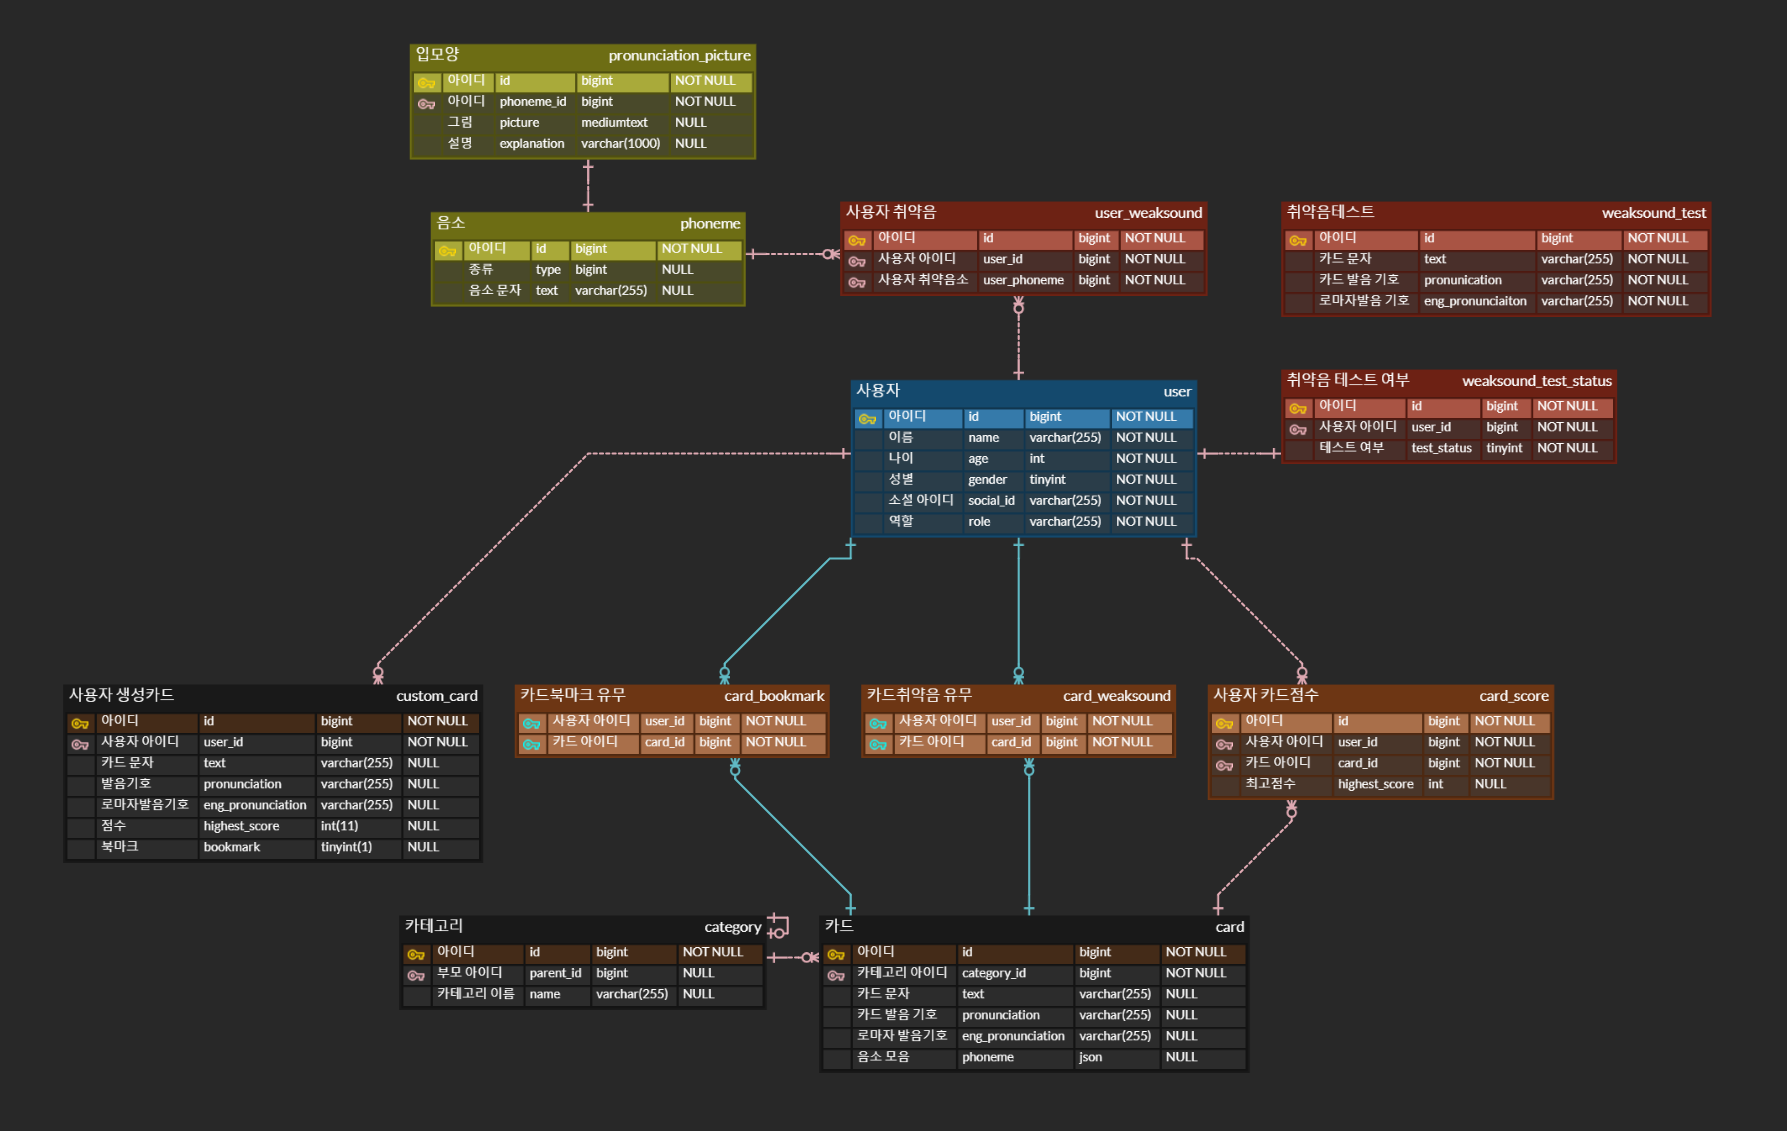 입모양 pronunciation_picture
아이디 id bigint NOT NULL
아이디 phoneme_id bigint NOT NULL
그림 picture mediumtext NULL
설명 explanation varchar(1000) NULL
음소 phoneme
아이디 id bigint NOT NULL
종류 type bigint NULL
음소 문자 text varchar(255) NULL
사용자 취약음 user_weaksound
아이디 id bigint NOT NULL
사용자 아이디 user_id bigint NOT NULL
사용자 취약음소 user_phoneme bigint NOT NULL
취약음테스트 weaksound_test
아이디 id bigint NOT NULL
카드 문자 text varchar(255) NOT NULL
카드 발음 기호 pronunication varchar(255) NOT NULL
로마자발음 기호 eng_pronunciaiton varchar(255) NOT NULL
사용자 user
아이디 id bigint NOT NULL
이름 name varchar(255) NOT NULL
나이 age int NOT NULL
성별 gender tinyint NOT NULL
소셜 아이디 social_id varchar(255) NOT NULL
역할 role varchar(255) NOT NULL
취약음 테스트 여부 weaksound_test_status
아이디 id bigint NOT NULL
사용자 아이디 user_id bigint NOT NULL
테스트 여부 test_status tinyint NOT NULL
사용자 생성카드 custom_card
아이디 id bigint NOT NULL
사용자 아이디 user_id bigint NOT NULL
카드 문자 text varchar(255) NULL
발음기호 pronunciation varchar(255) NULL
로마자발음기호 eng_pronunciation varchar(255) NULL
점수 highest_score int(11) NULL
북마크 bookmark tinyint(1) NULL
카드북마크 유무 card_bookmark
사용자 아이디 user_id bigint NOT NULL
카드 아이디 card_id bigint NOT NULL
카드취약음 유무 card_weaksound
사용자 아이디 user_id bigint NOT NULL
카드 아이디 card_id bigint NOT NULL
사용자 카드점수 card_score
아이디 id bigint NOT NULL
사용자 아이디 user_id bigint NOT NULL
카드 아이디 card_id bigint NOT NULL
최고점수 highest_score int NULL
카테고리 category
아이디 id bigint NOT NULL
부모 아이디 parent_id bigint NULL
카테고리 이름 name varchar(255) NULL
카드 card
아이디 id bigint NOT NULL
카테고리 아이디 category_id bigint NOT NULL
카드 문자 text varchar(255) NULL
카드 발음 기호 pronunciation varchar(255) NULL
로마자 발음기호 eng_pronunciation varchar(255) NULL
음소 모음 phoneme json NULL